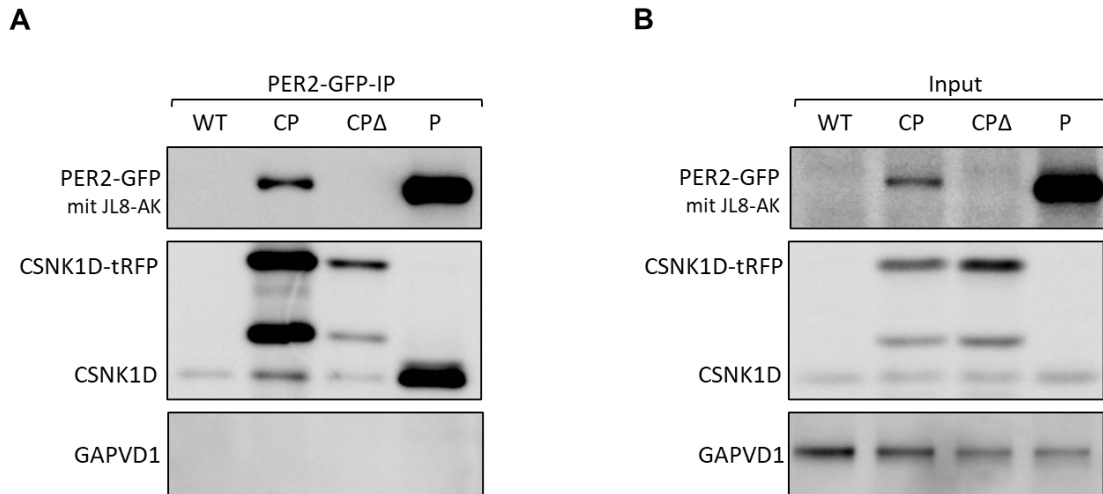 A
PER2-GFP-IP
WT CP CPΔ P
PER2-GFP
mit JL8-AK
CSNK1D-tRFP
CSNK1D
GAPVD1
B
Input
WT CP CPΔ P
PER2-GFP
mit JL8-AK
CSNK1D-tRFP
CSNK1D
GAPVD1